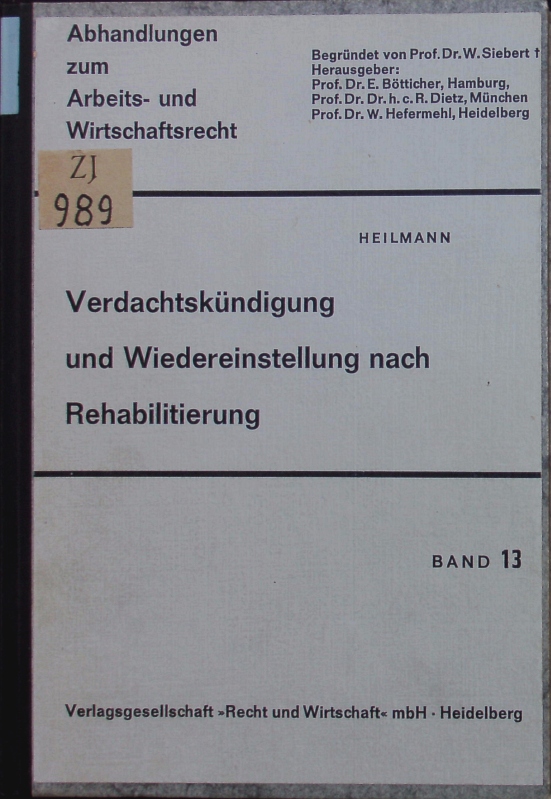 Abhandlungen
zum
Arbeits- und
Wirtschaftsrecht
Begründet von Prof. Dr. W. Siebert †
Herausgeber:
Prof. Dr. E. Bötticher, Hamburg,
Prof. Dr. Dr. h. c. R. Dietz, München
Prof. Dr. W. Hefermehl, Heidelberg
ZJ
989
HEILMANN
Verdachtskündigung
und Wiedereinstellung nach
Rehabilitierung
BAND 13
Verlagsgesellschaft »Recht und Wirtschaft« mbH · Heidelberg